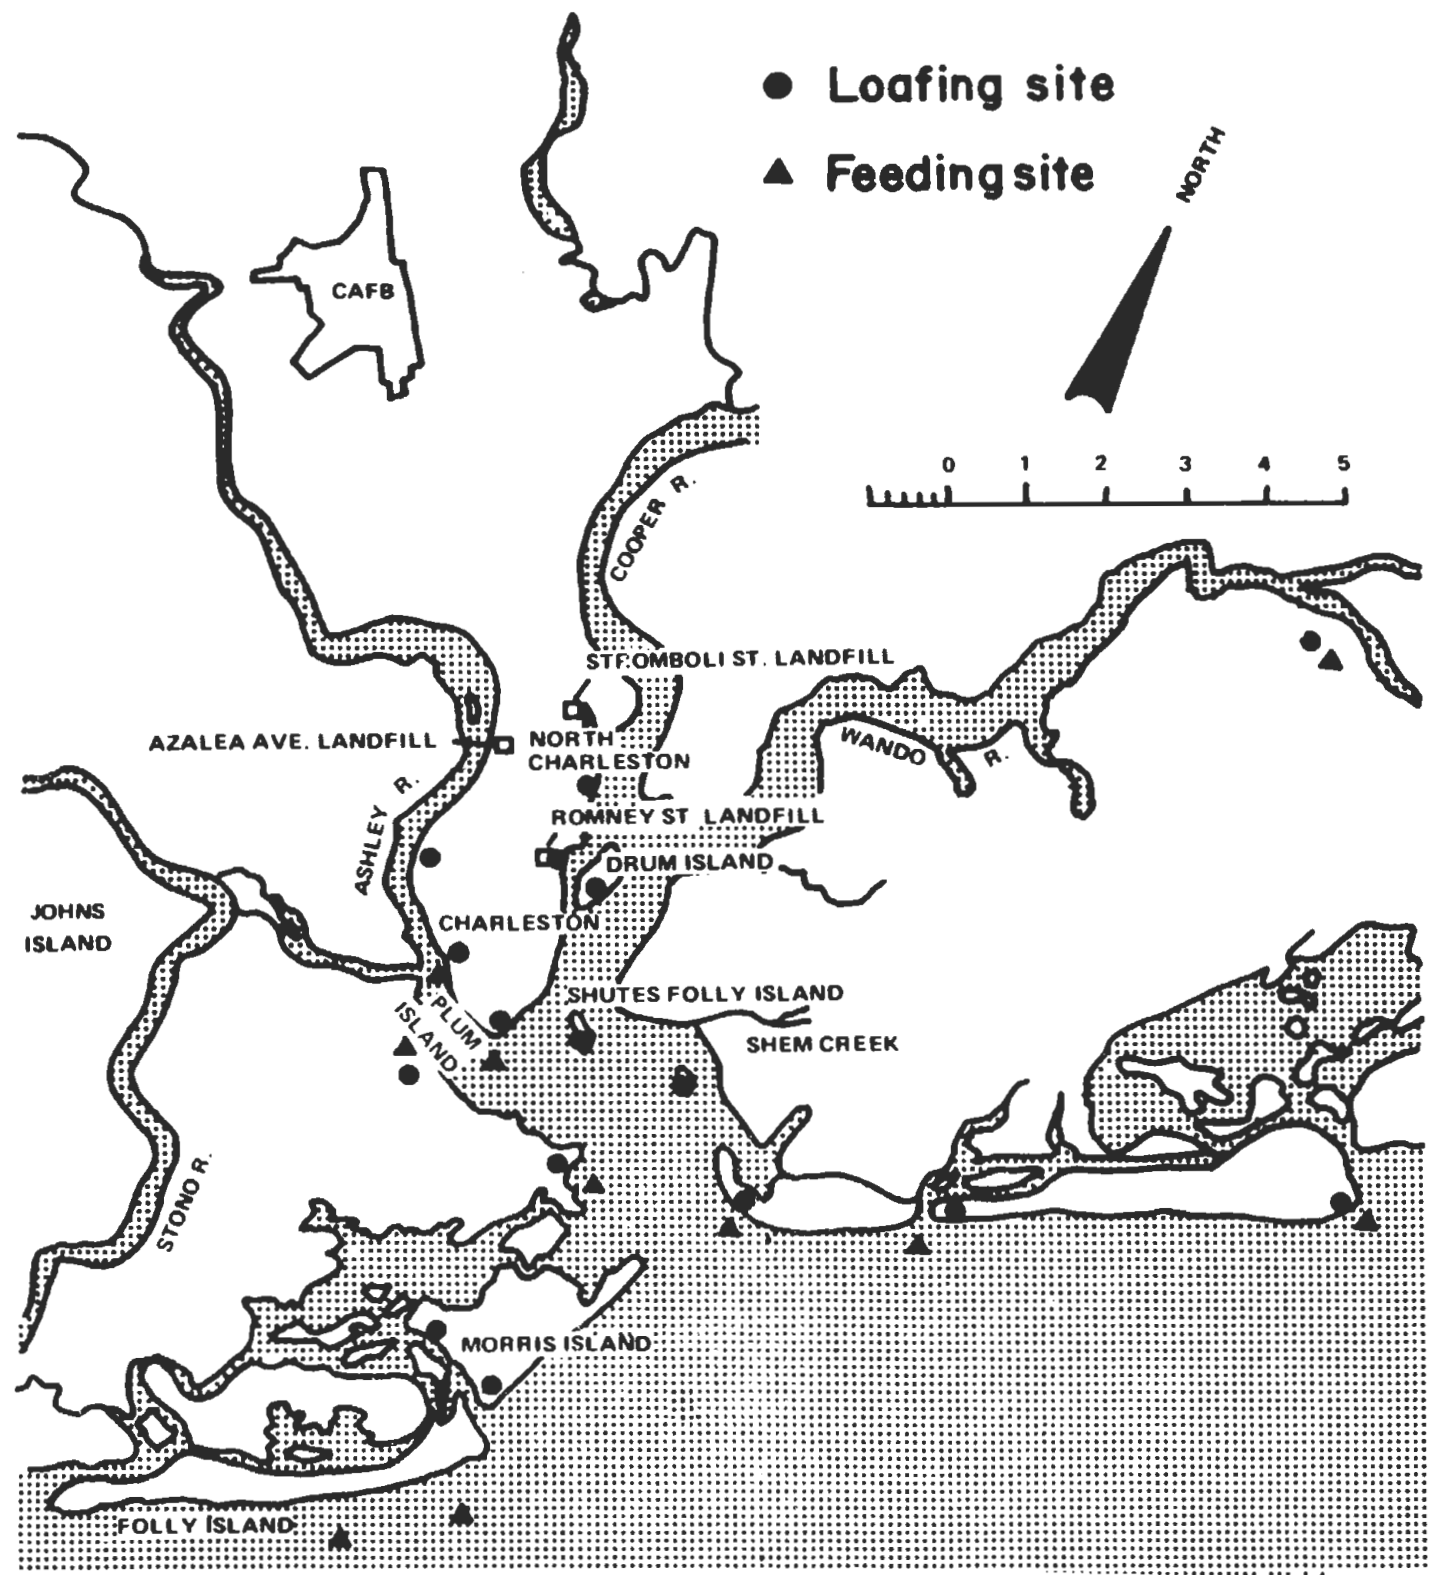 Loafing site
Feeding site
NORTH
CAFB
0 1 2 3 4 5
COOPER R.
STROMBOLI ST. LANDFILL
AZALEA AVE. LANDFILL
NORTH
CHARLESTON
WANDO R.
ASHLEY R.
ROMNEY ST LANDFILL
DRUM ISLAND
JOHNS
ISLAND
CHARLESTON
SHUTES FOLLY ISLAND
PLUM
ISLAND
SHEM CREEK
STONO R.
MORRIS ISLAND
FOLLY ISLAND